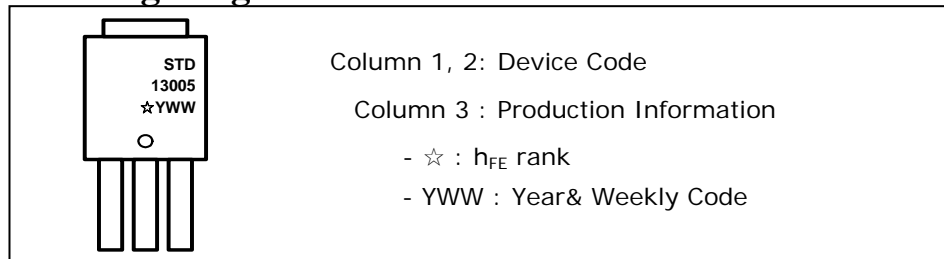 STD
13005
☆YWW
Column 1, 2: Device Code
Column 3 : Production Information
- ☆ : hFE rank
- YWW : Year& Weekly Code